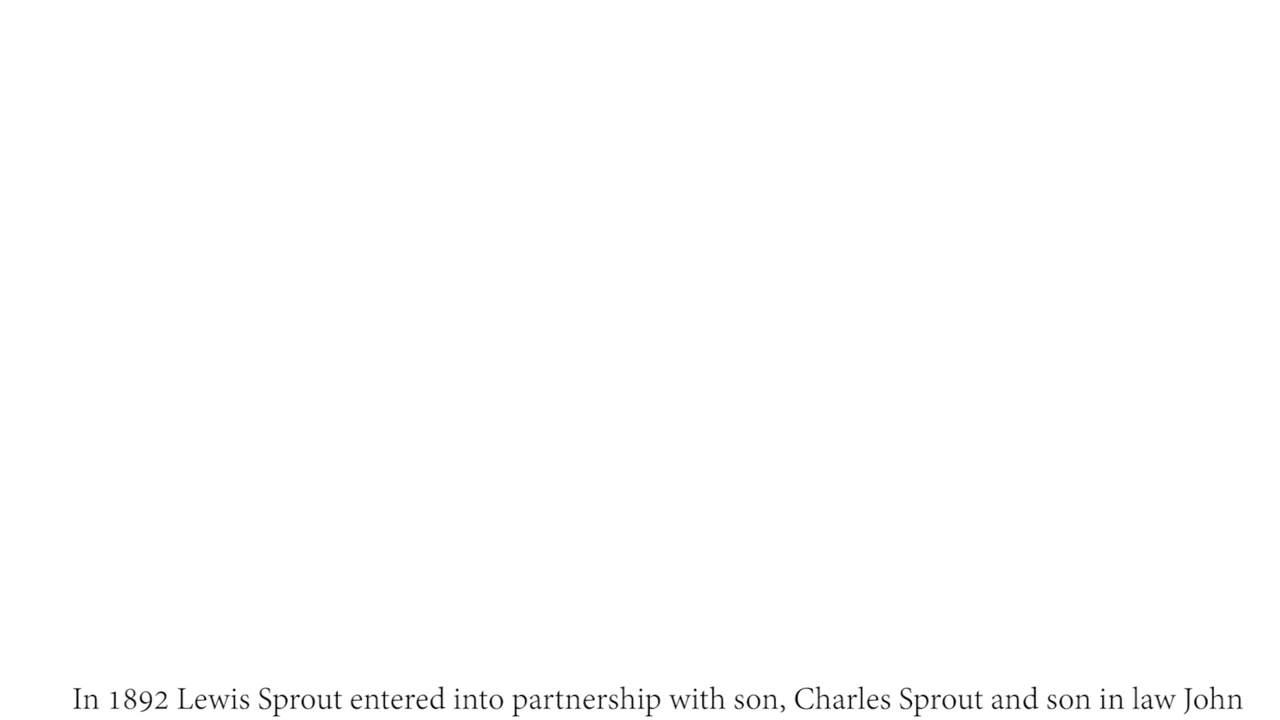 In 1892 Lewis Sprout entered into partnership with son, Charles Sprout and son in law John